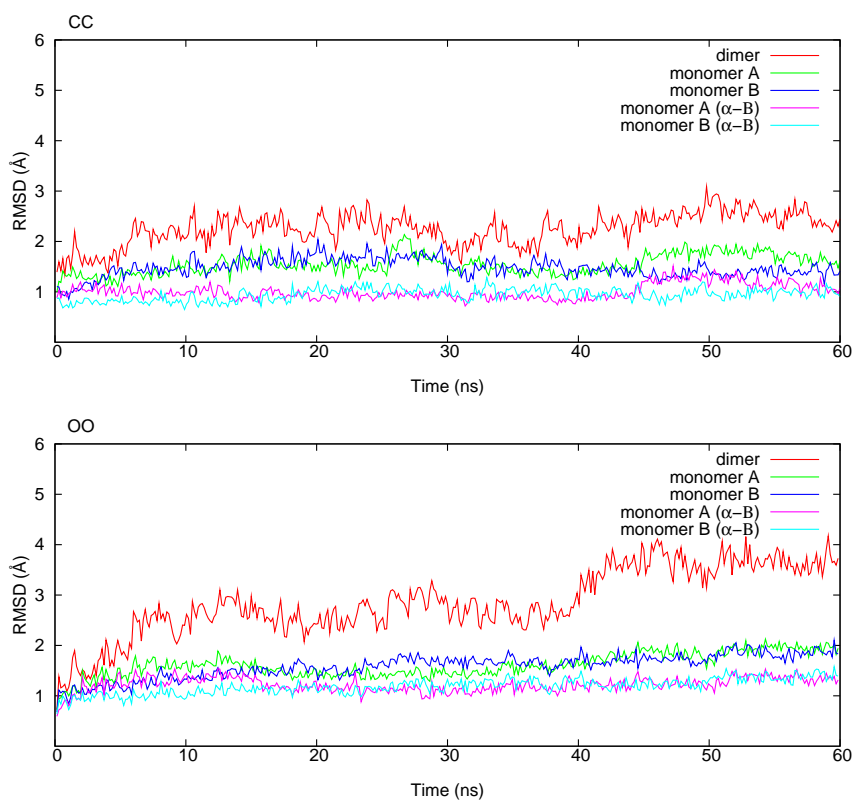 CC
6
5
4
3
2
1
RMSD (Å)
dimer
monomer A
monomer B
monomer A (α−B)
monomer B (α−B)
0 10 20 30 40 50 60
Time (ns)
OO
6
5
4
3
2
1
RMSD (Å)
dimer
monomer A
monomer B
monomer A (α−B)
monomer B (α−B)
0 10 20 30 40 50 60
Time (ns)